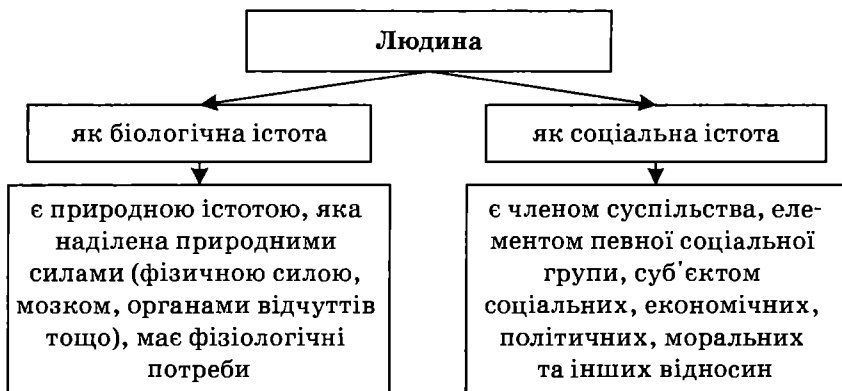 Людина
як біологічна істота
як соціальна істота
є природною істотою, яка
наділена природними
силами (фізичною силою,
мозком, органами відчуттів
тощо), має фізіологічні
потреби
є членом суспільства, еле-
ментом певної соціальної
групи, суб'єктом
соціальних, економічних,
політичних, моральних
та інших відносин